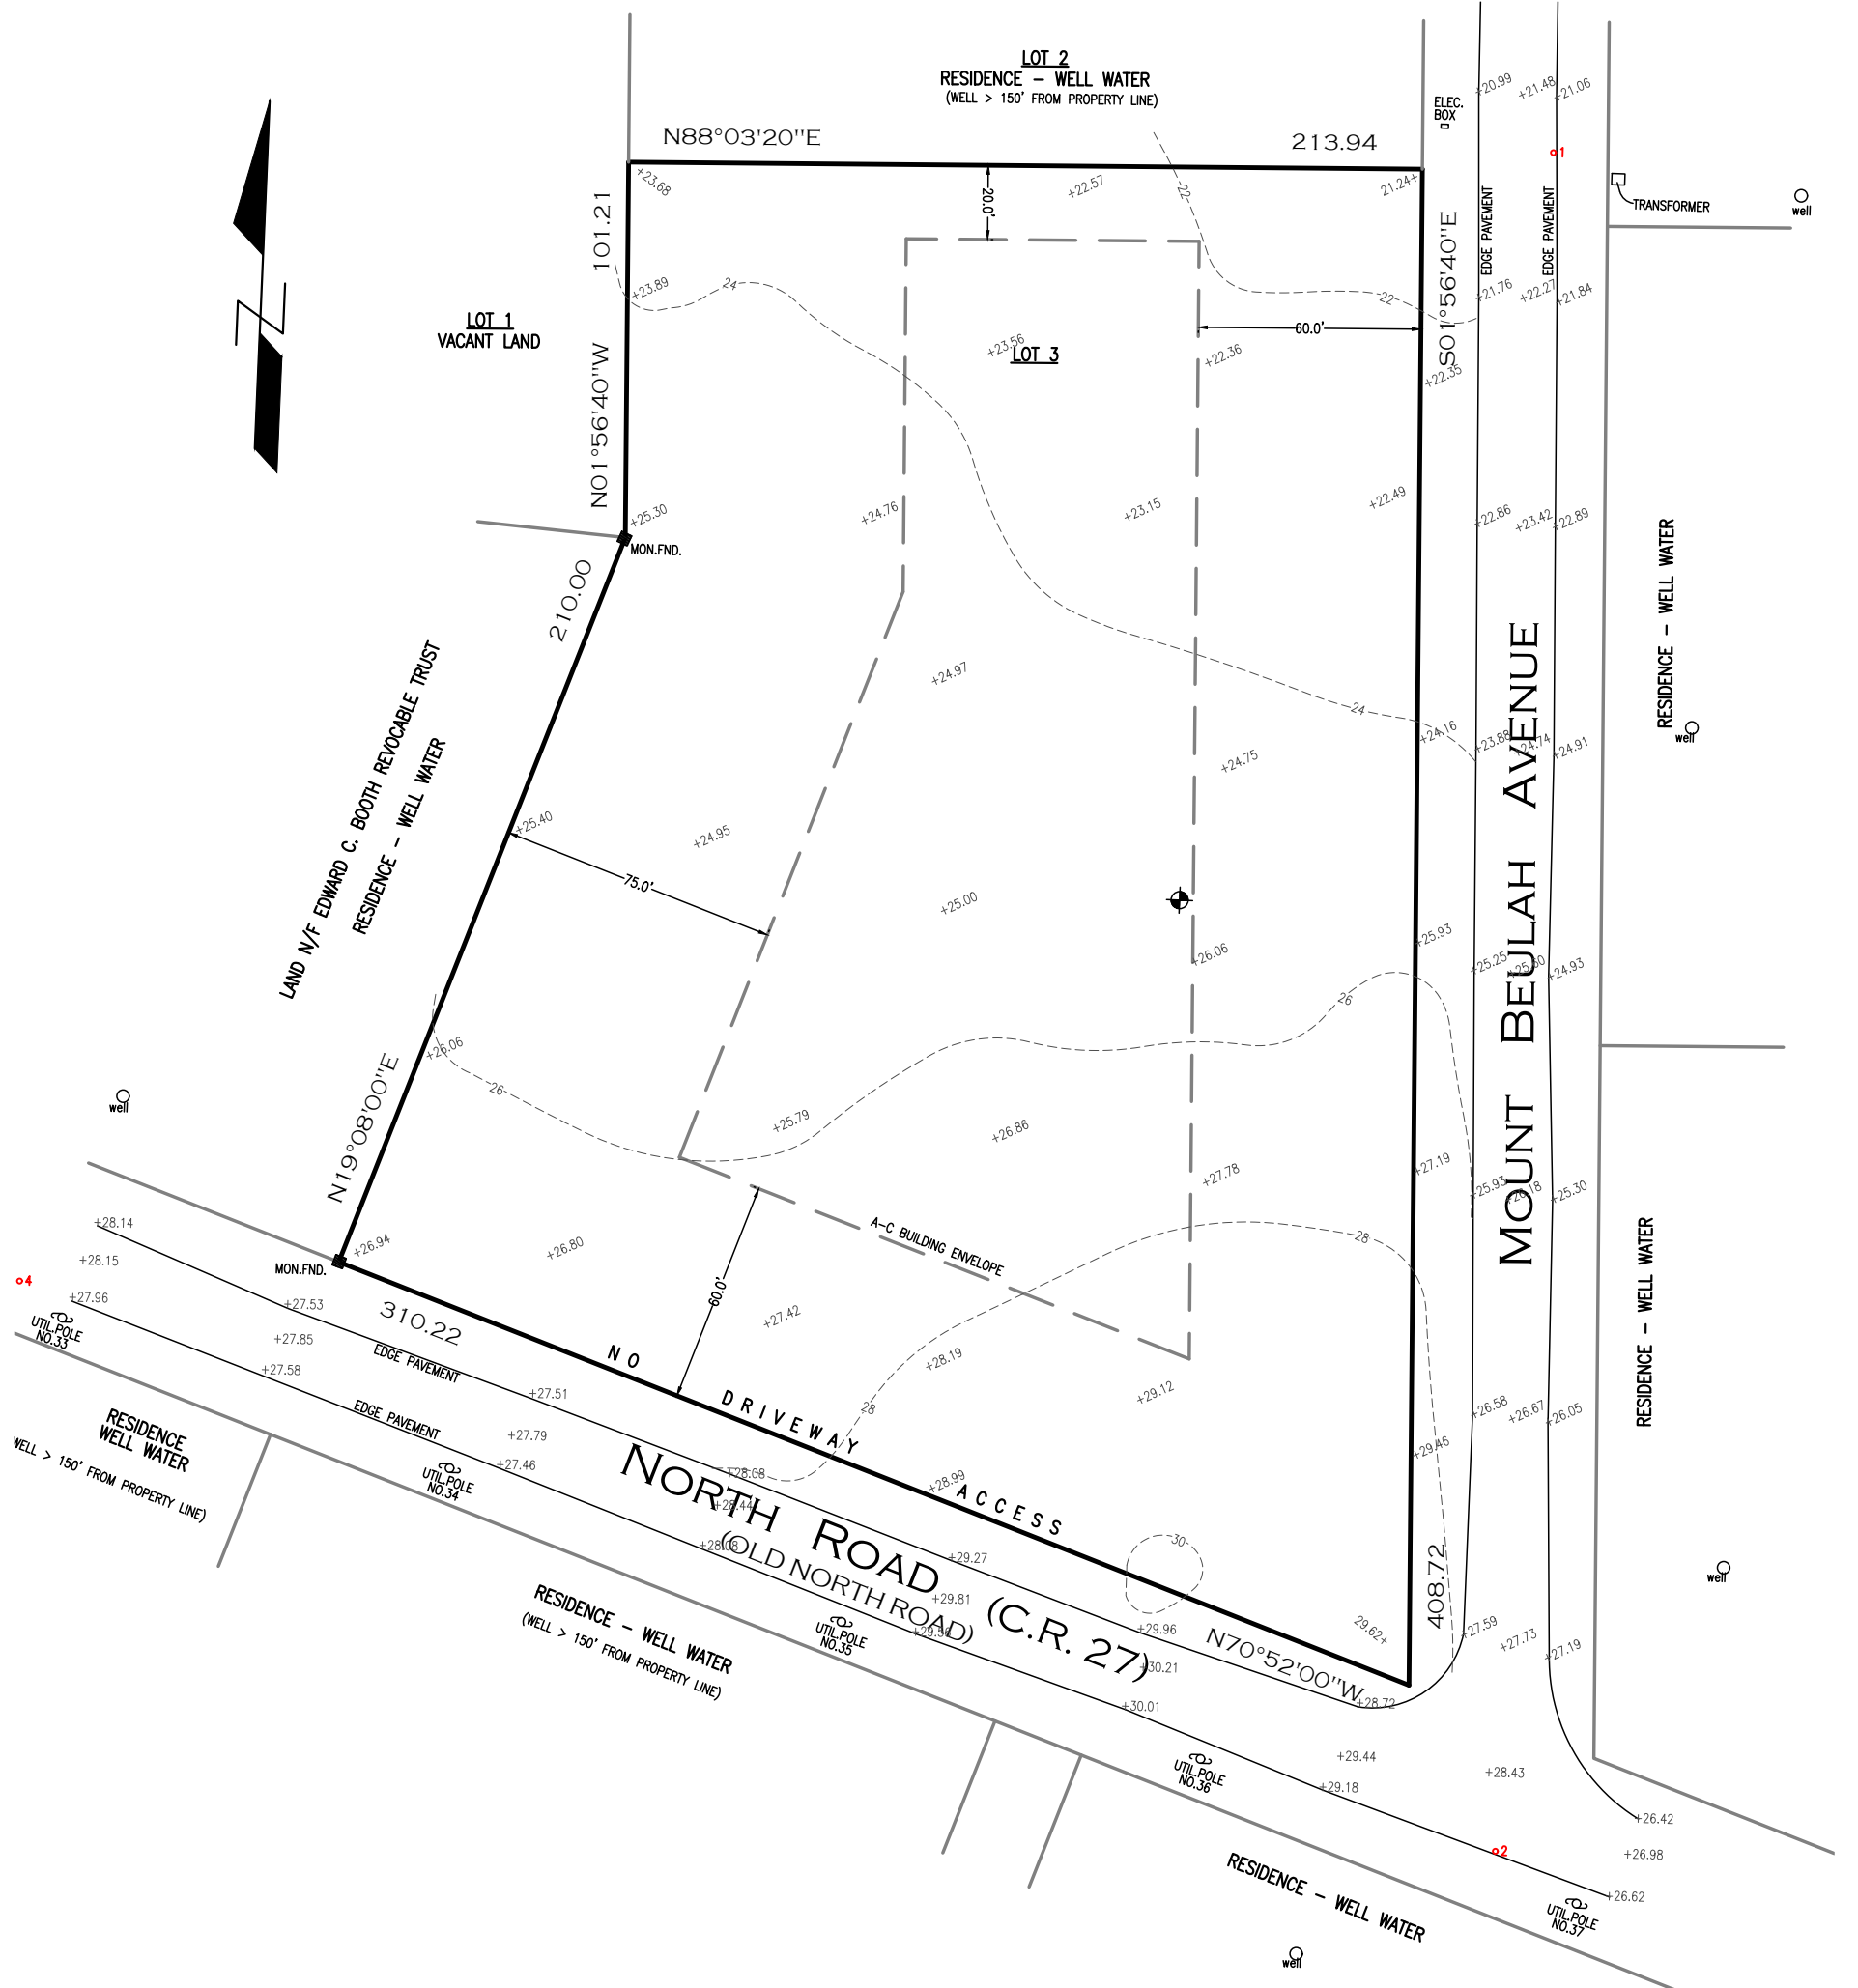 LOT 2
RESIDENCE - WELL WATER
(WELL > 150' FROM PROPERTY LINE)
N88°03'20"E
213.94
ELEC.
BOX
+20.99
+21.48
+21.06
1
+23.68
20.0'
+22.57
22
21.24+
EDGE PAVEMENT
EDGE PAVEMENT
TRANSFORMER
well
101.21
N01°56'40"W
LOT 1
VACANT LAND
+23.89
24
22
S01°56'40"E
+21.76
+22.27
+21.84
60.0'
+23.56
LOT 3
+22.36
+22.35
+25.30
MON.FND.
+24.76
+23.15
+22.49
+22.86
+23.42
+22.89
210.00
N19°08'00"E
LAND N/F EDWARD C. BOOTH REVOCABLE TRUST
RESIDENCE - WELL WATER
+24.97
24
+24.16
+23.88
+24.74
+24.91
RESIDENCE - WELL WATER
well
+24.75
+25.40
+24.95
75.0'
+25.00
+26.06
+25.93
+25.25
+24.93
MOUNT BEULAH AVENUE
26
+26.06
26
well
+25.79
+26.86
+27.78
+27.19
+25.93
+25.30
A-C BUILDING ENVELOPE
28
RESIDENCE - WELL WATER
+28.14
+28.15
4
+27.96
UTIL.POLE
NO.33
MON.FND.
+26.94
+26.80
60.0'
+27.42
+28.19
+29.12
+27.53
310.22
+27.85
EDGE PAVEMENT
+27.58
EDGE PAVEMENT
+27.51
NO DRIVEWAY ACCESS
28
+26.58
+26.67
+26.05
+29.46
RESIDENCE
WELL WATER
WELL > 150' FROM PROPERTY LINE)
+27.79
+27.46
UTIL.POLE
NO.34
+28.08
+28.44
+28.08
NORTH ROAD (C.R. 27)
(OLD NORTH ROAD)
+28.99
+29.27
+29.81
30
408.72
+27.59
+27.73
+27.19
29.62+
+29.96
N70°52'00"W
+30.21
+28.72
+30.01
RESIDENCE - WELL WATER
(WELL > 150' FROM PROPERTY LINE)
UTIL.POLE
NO.35
well
UTIL.POLE
NO.36
+29.44
+29.18
+28.43
+26.42
2
+26.98
+26.62
UTIL.POLE
NO.37
RESIDENCE - WELL WATER
well